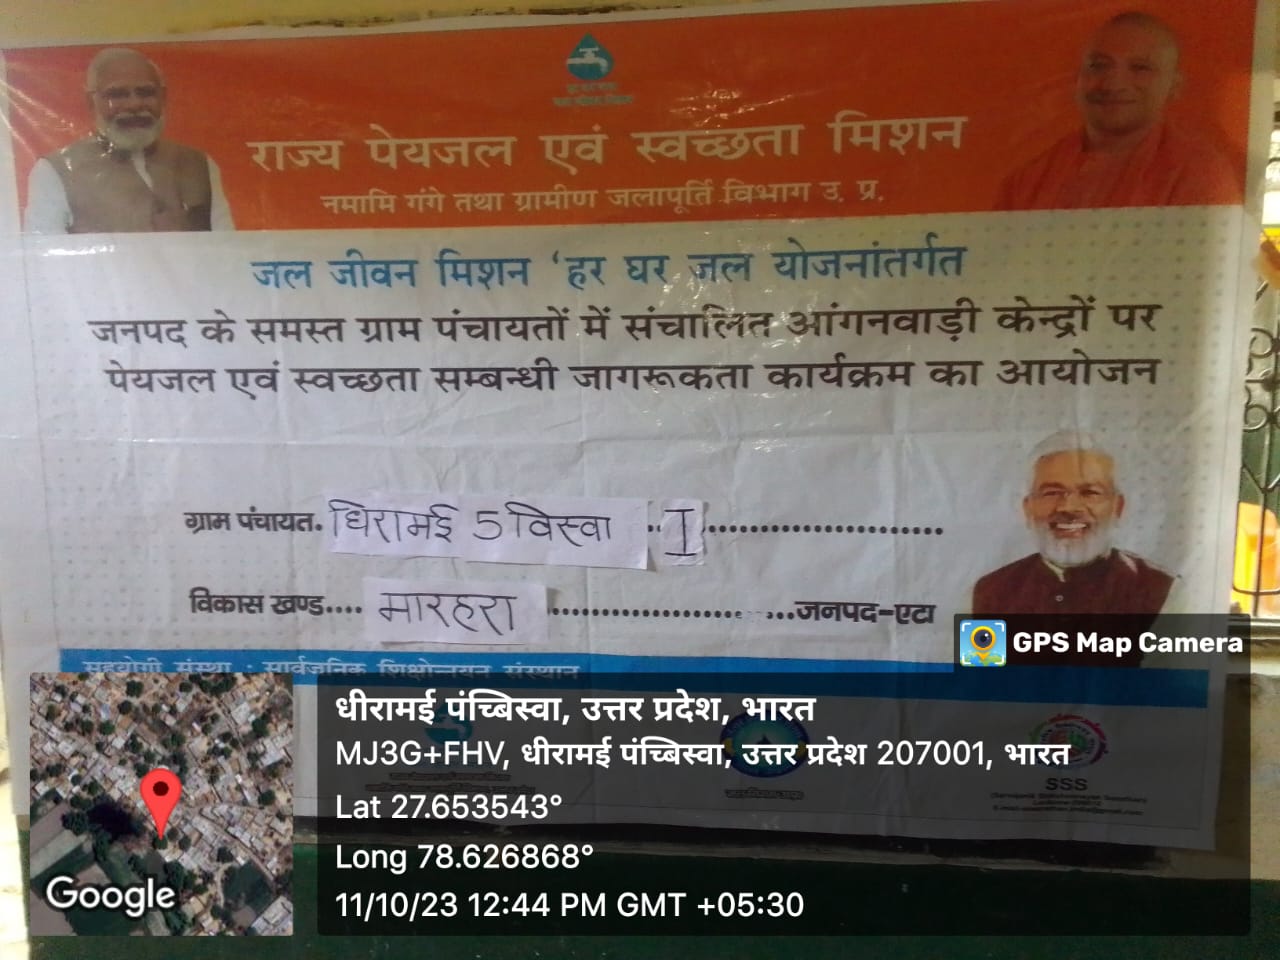 राज्य पेयजल एवं स्वच्छता मिशन
नमामि गंगे तथा ग्रामीण जलापूर्ति विभाग उ. प्र.
जल जीवन मिशन 'हर घर जल योजनांतर्गत
जनपद के समस्त ग्राम पंचायतों में संचालित आंगनवाड़ी केन्द्रों पर
पेयजल एवं स्वच्छता सम्बन्धी जागरूकता कार्यक्रम का आयोजन
ग्राम पंचायत. धिरामई 5 विस्वा .. I ..............................
विकास खण्ड.... मारहरा ........................ ...जनपद-एटा
सहयोगी संस्था : सार्वजनिक शिक्षोन्नयन संस्थान
SSS
GPS Map Camera
धीरामई पंच्बिस्वा, उत्तर प्रदेश, भारत
MJ3G+FHV, धीरामई पंच्बिस्वा, उत्तर प्रदेश 207001, भारत
Lat 27.653543°
Long 78.626868°
11/10/23 12:44 PM GMT +05:30
Google